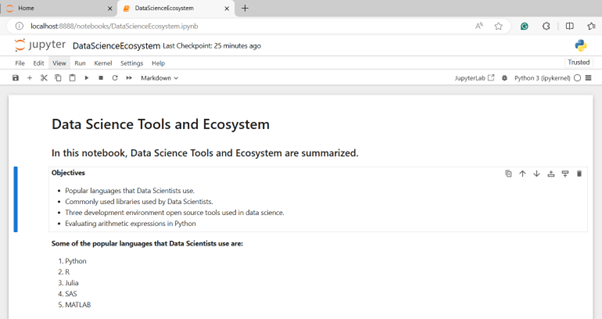 Home
DataScienceEcosystem
localhost:8888/notebooks/DataScienceEcosystem.ipynb
jupyter DataScienceEcosystem Last Checkpoint: 25 minutes ago
File Edit View Run Kernel Settings Help
Trusted
Markdown
JupyterLab
Python 3 (ipykernel)
Data Science Tools and Ecosystem
In this notebook, Data Science Tools and Ecosystem are summarized.
Objectives
• Popular languages that Data Scientists use.
• Commonly used libraries used by Data Scientists.
• Three development environment open source tools used in data science.
• Evaluating arithmetic expressions in Python
Some of the popular languages that Data Scientists use are:
1. Python
2. R
3. Julia
4. SAS
5. MATLAB